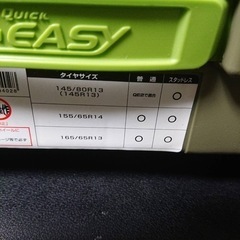 QUICK
EASY
タイヤサイズ 普通 スタッドレス
145/80R13
(145R13) ○
155/65R14 ○ ○
165/65R13 ○ ○